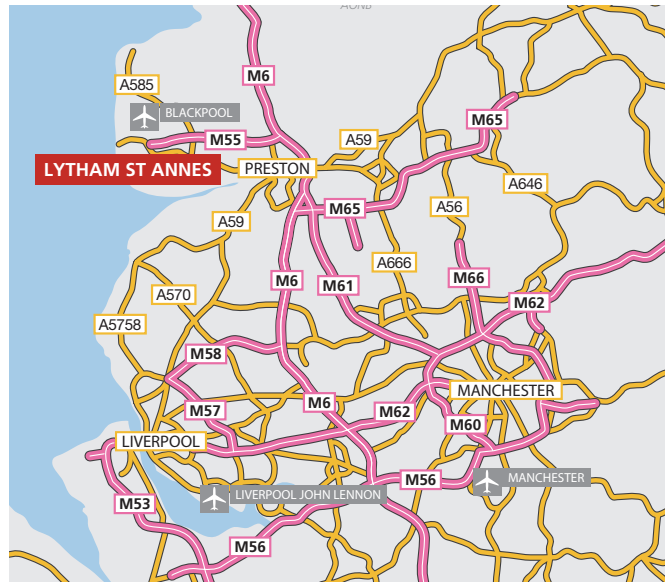 AONB
M6
A585
BLACKPOOL
M65
M55
A59
LYTHAM ST ANNES
PRESTON
A646
M65
A56
A59
A666
M6
M61
M66
A570
M62
A5758
M58
MANCHESTER
M6
M57
M62
M60
LIVERPOOL
M56
MANCHESTER
LIVERPOOL JOHN LENNON
M53
M56